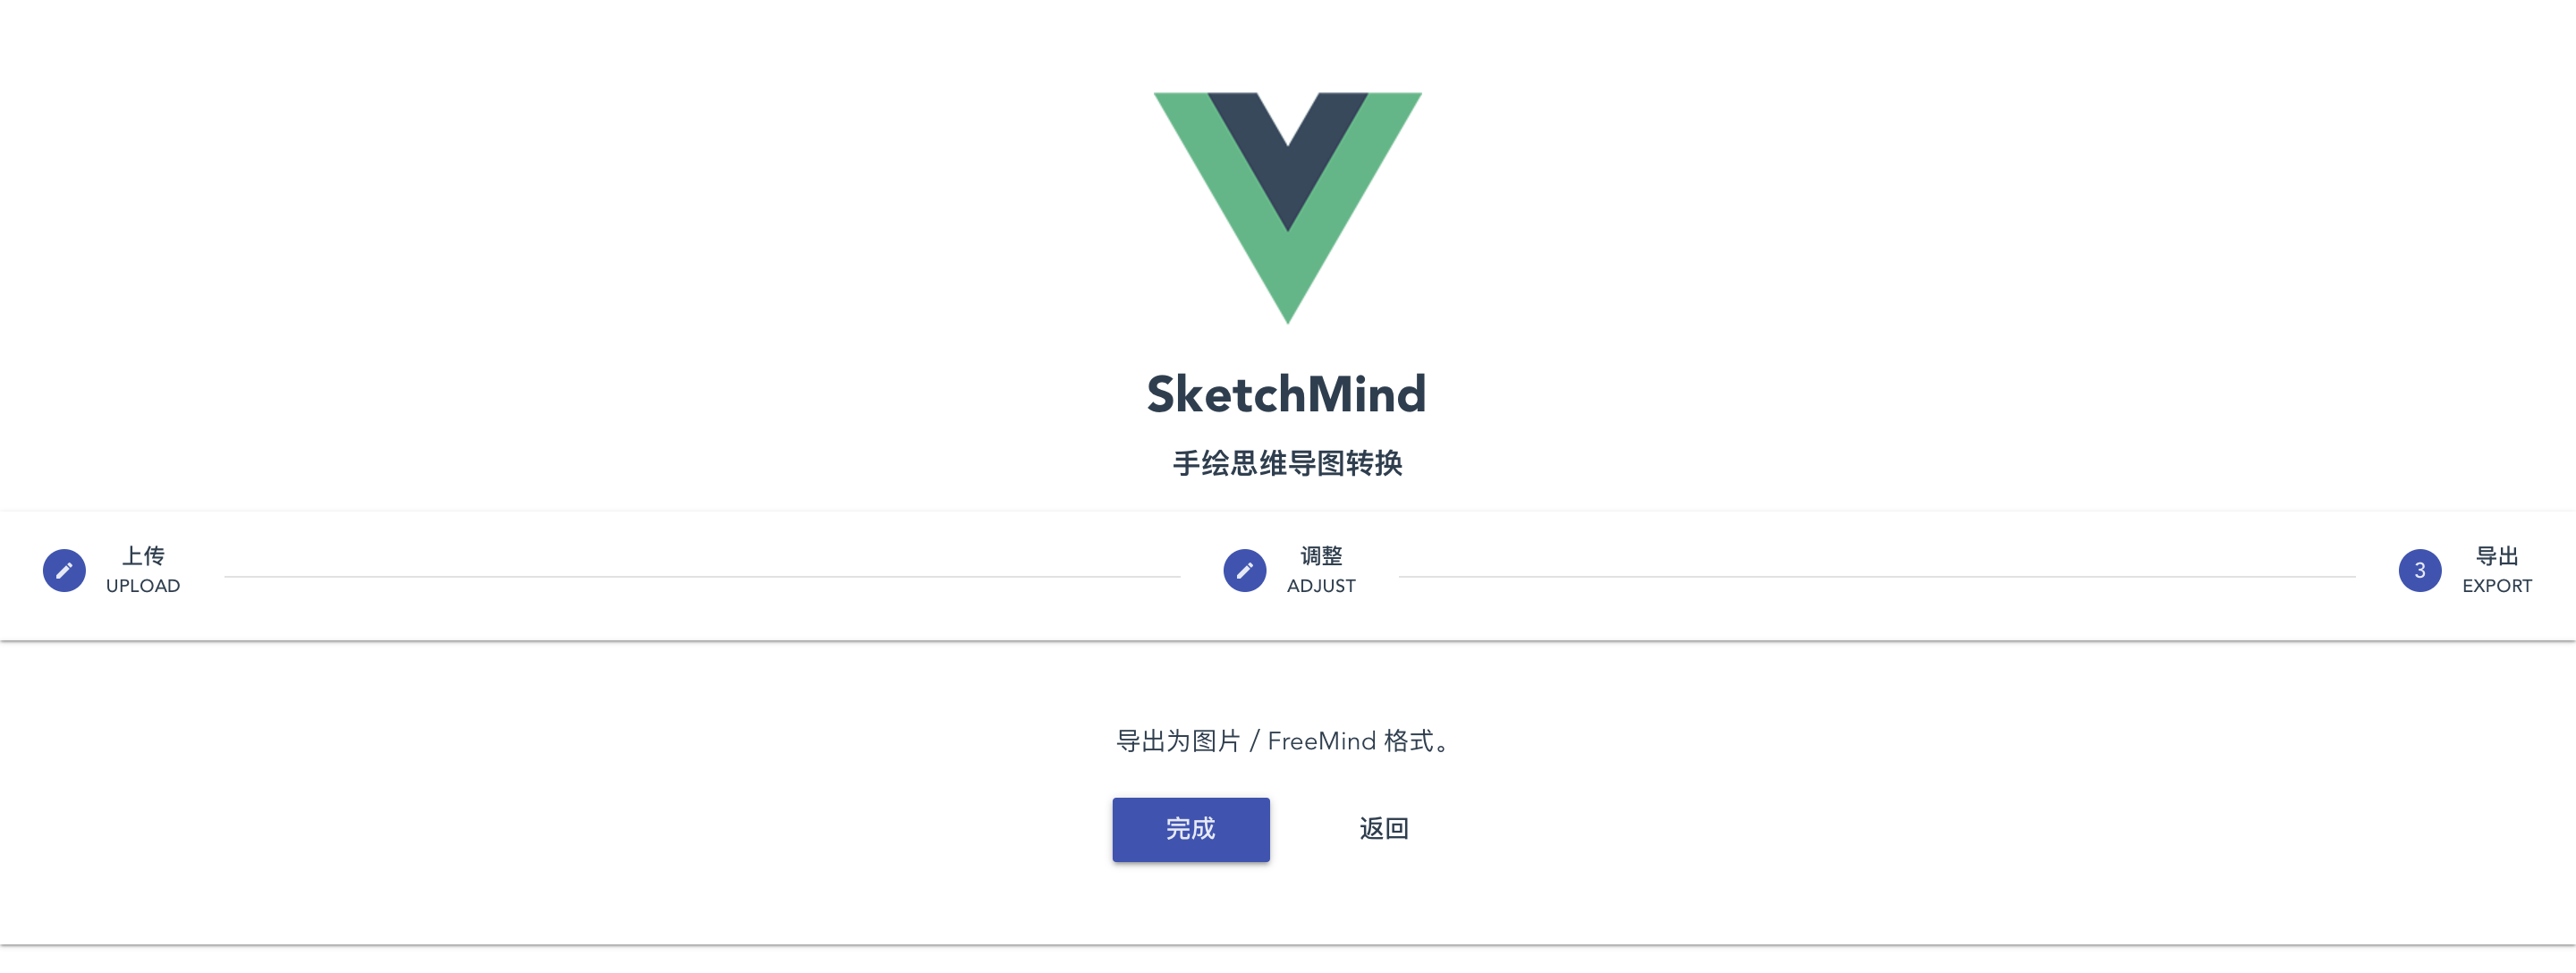 SketchMind
手绘思维导图转换
上传
UPLOAD
调整
ADJUST
3
导出
EXPORT
导出为图片 / FreeMind 格式。
完成
返回